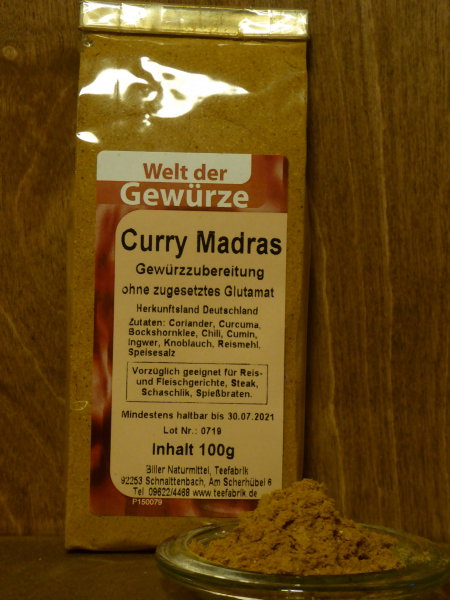 Welt der
Gewürze
Curry Madras
Gewürzzubereitung
ohne zugesetztes Glutamat
Herkunftsland Deutschland
Zutaten: Coriander, Curcuma,
Bockshornklee, Chili, Cumin,
Ingwer, Knoblauch, Reismehl,
Speisesalz
Vorzüglich geeignet für Reis-
und Fleischgerichte, Steak,
Schaschlik, Spießbraten.
Mindestens haltbar bis 30.07.2021
Lot Nr.: 0719
Inhalt 100g
Biller Naturmittel, Teefabrik
92253 Schnaittenbach, Am Scherhübel 6
Tel. 09622/4468 www.teefabrik.de
P150079